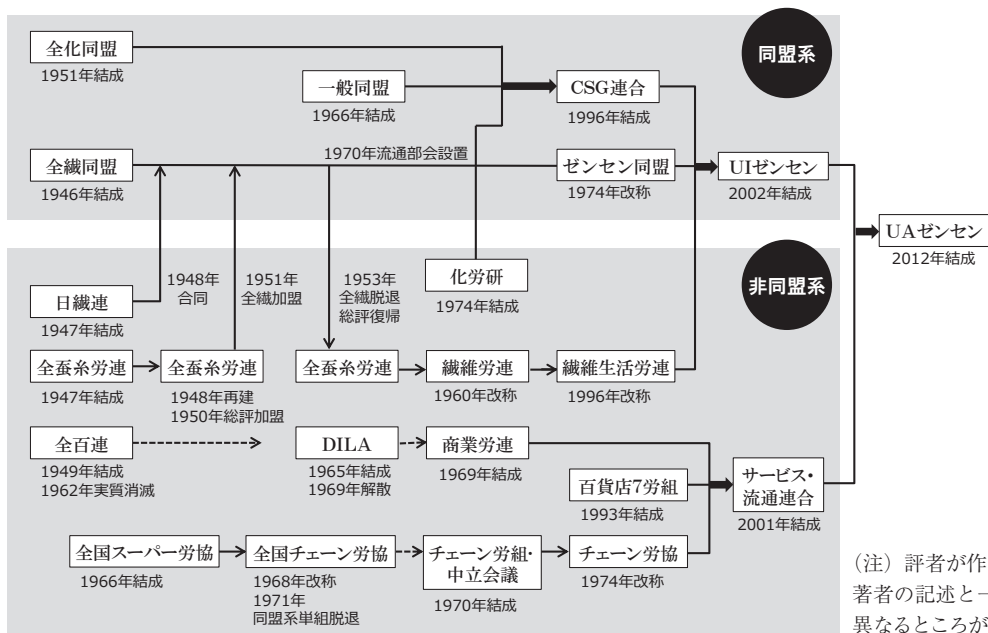 同盟系
全化同盟
1951年結成
一般同盟
1966年結成
CSG連合
1996年結成
1970年流通部会設置
全繊同盟
1946年結成
ゼンセン同盟
1974年改称
UIゼンセン
2002年結成
UAゼンセン
2012年結成
非同盟系
日繊連
1947年結成
1948年
合同
1951年
全繊加盟
1953年
全繊脱退
総評復帰
化労研
1974年結成
全蚕糸労連
1947年結成
全蚕糸労連
1948年再建
1950年総評加盟
全蚕糸労連
繊維労連
1960年改称
繊維生活労連
1996年改称
全百連
1949年結成
1962年実質消滅
DILA
1965年結成
1969年解散
商業労連
1969年結成
百貨店7労組
1993年結成
サービス・
流通連合
2001年結成
全国スーパー労協
1966年結成
全国チェーン労協
1968年改称
1971年
同盟系単組脱退
チェーン労組・
中立会議
1970年結成
チェーン労協
1974年改称
（注）評者が作
著者の記述と
異なるところが